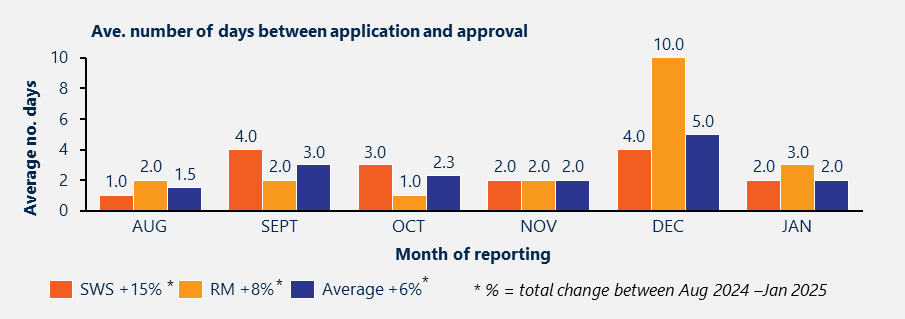 Ave. number of days between application and approval
Average no. days
10
8
6
4
2
0
1.0 2.0 1.5
4.0 2.0 3.0
3.0 1.0 2.3
2.0 2.0 2.0
4.0 10.0 5.0
2.0 3.0 2.0
AUG SEPT OCT NOV DEC JAN
Month of reporting
SWS +15% * RM +8%* Average +6%* * % = total change between Aug 2024 –Jan 2025